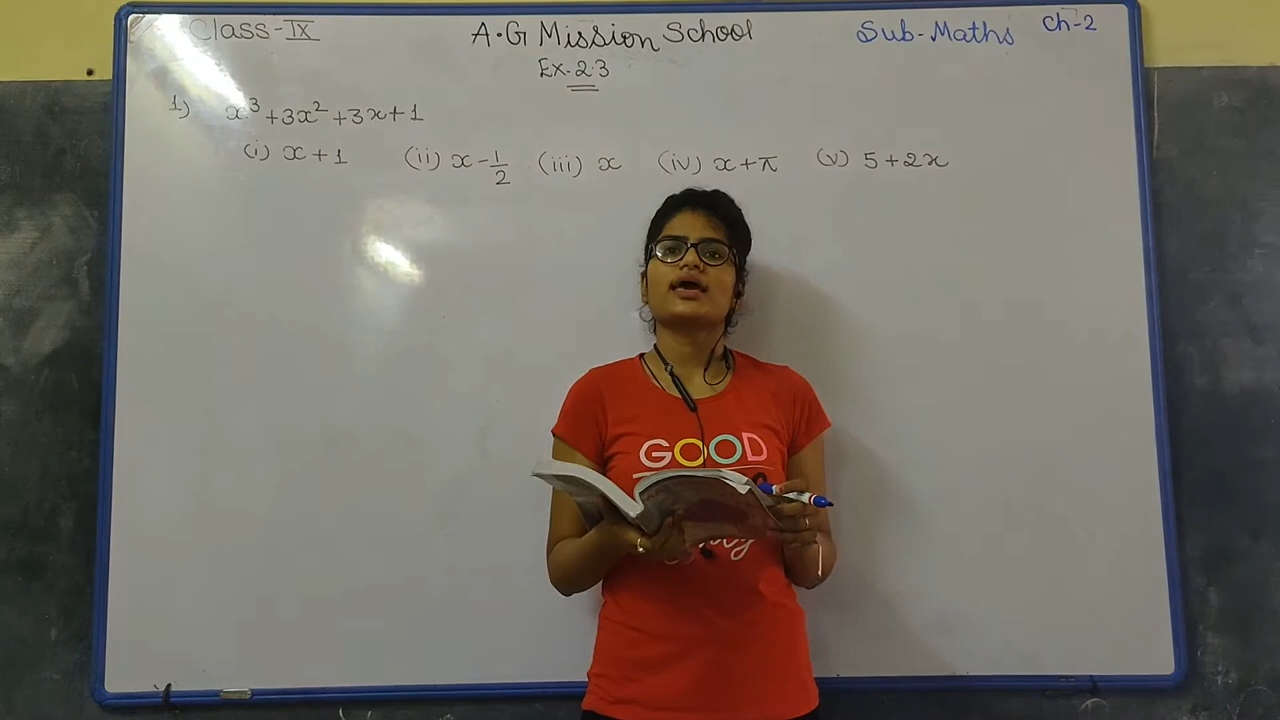 Class-IX A.G Mission School Sub-Maths Ch-2
Ex-2.3
1) x³+3x²+3x+1
(i) x+1 (ii) x-1/2 (iii) x (iv) x+π (v) 5+2x
GOOD